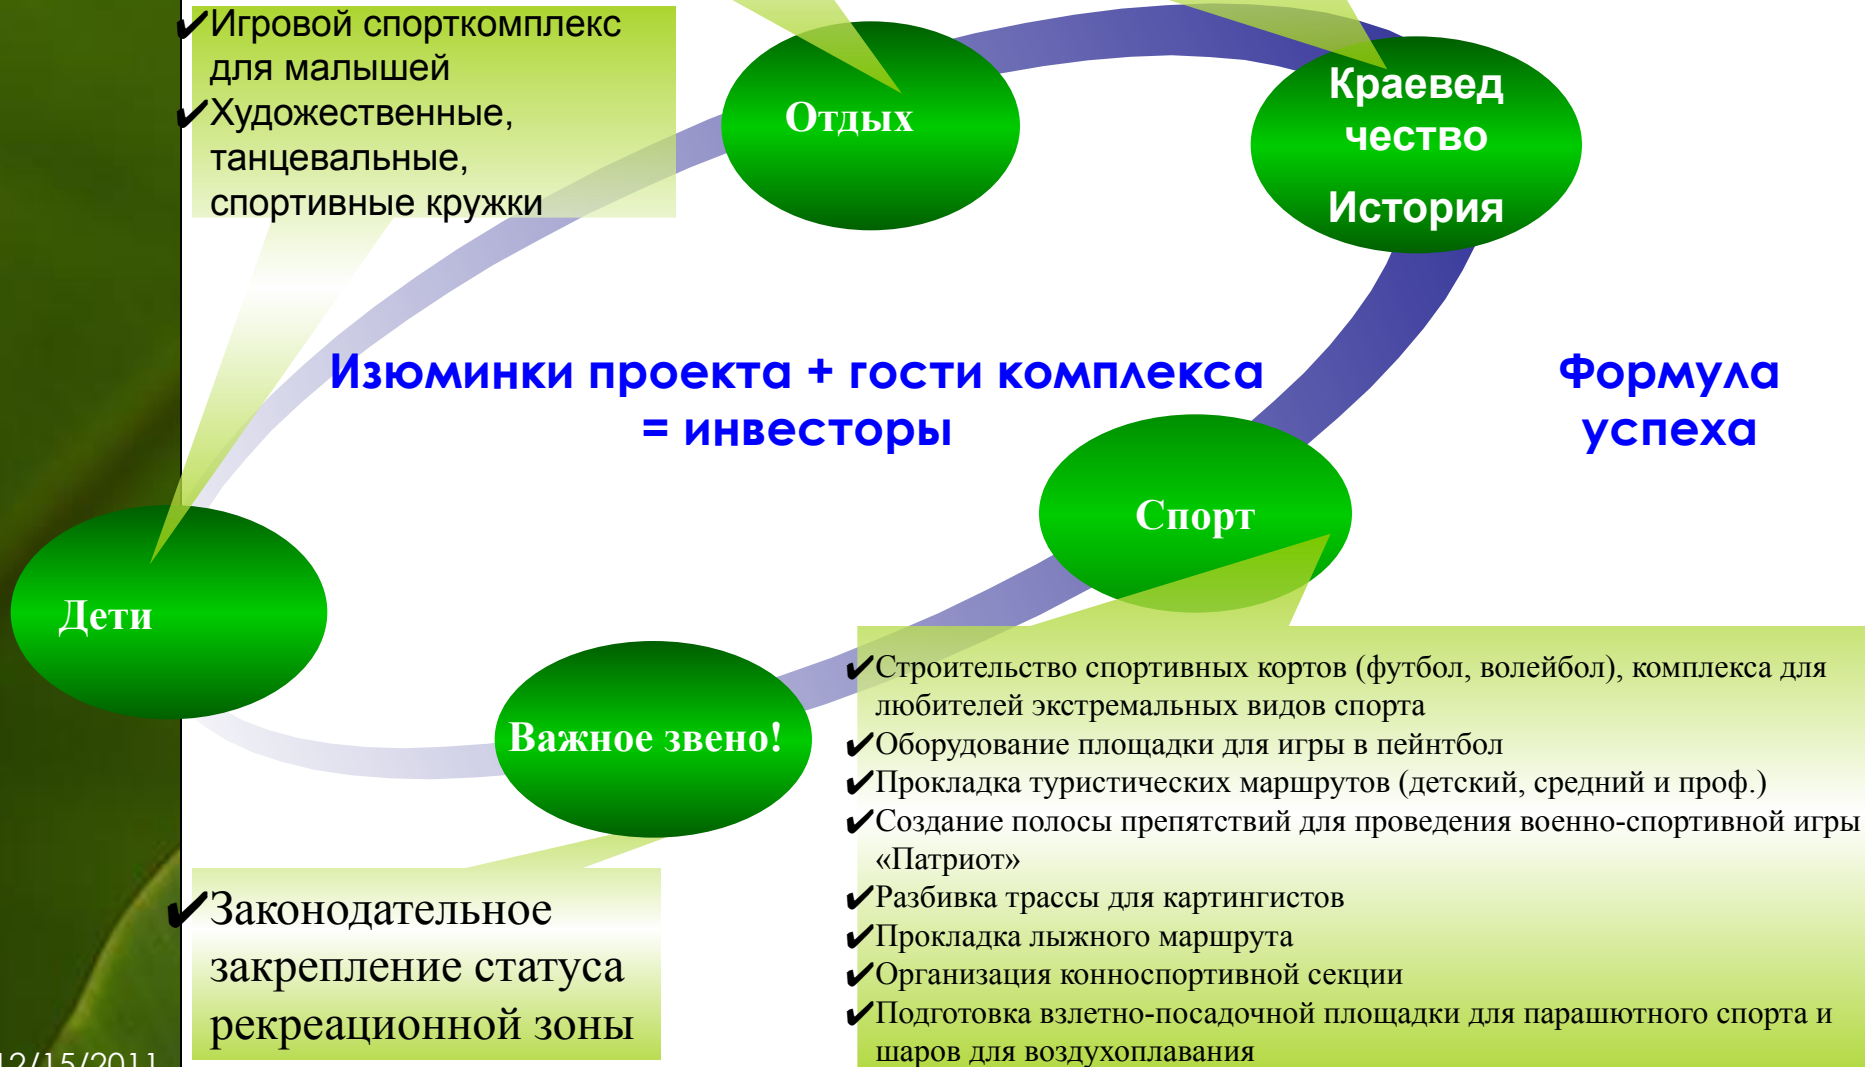 ✔Игровой спорткомплекс
для малышей
✔Художественные,
танцевальные,
спортивные кружки
Отдых
Краевед
чество
История
Изюминки проекта + гости комплекса
= инвесторы
Формула
успеха
Спорт
Дети
Важное звено!
✔Строительство спортивных кортов (футбол, волейбол), комплекса для
любителей экстремальных видов спорта
✔Оборудование площадки для игры в пейнтбол
✔Прокладка туристических маршрутов (детский, средний и проф.)
✔Создание полосы препятствий для проведения военно-спортивной игры
«Патриот»
✔Разбивка трассы для картингистов
✔Прокладка лыжного маршрута
✔Организация конноспортивной секции
✔Подготовка взлетно-посадочной площадки для парашютного спорта и
шаров для воздухоплавания
✔Законодательное
закрепление статуса
рекреационной зоны
12/15/2011